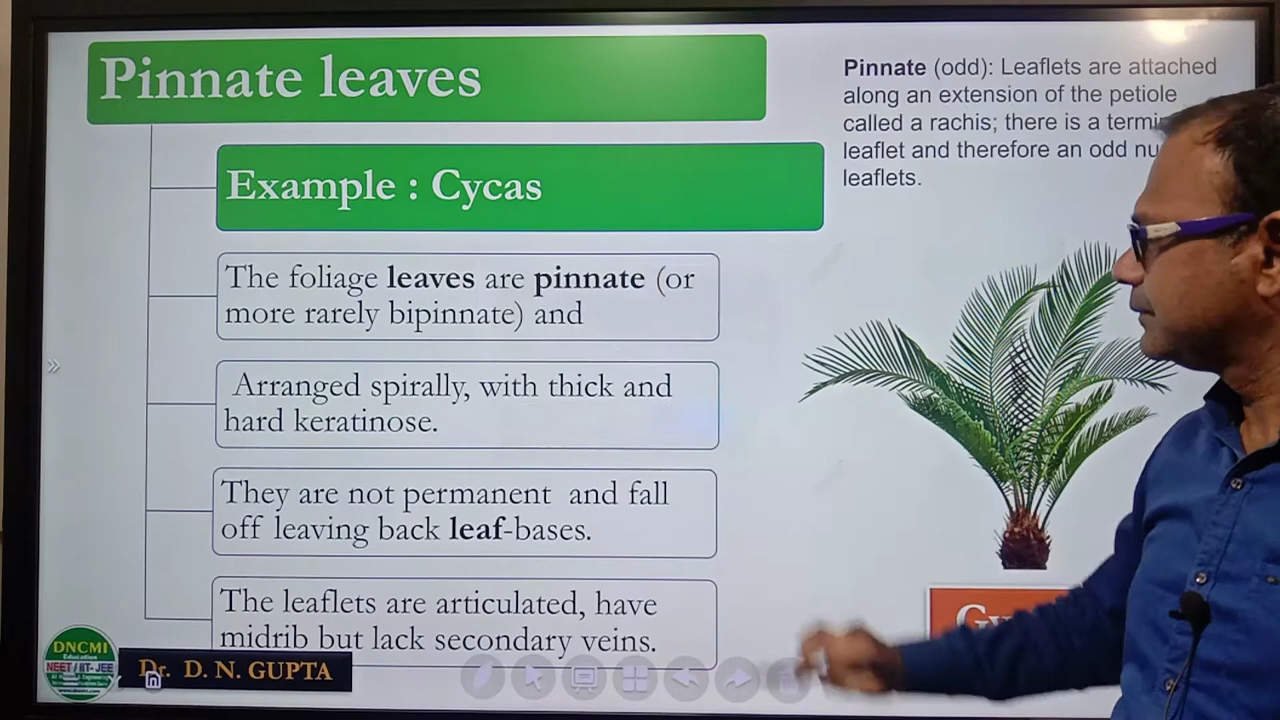 Pinnate leaves
Pinnate (odd): Leaflets are attached
along an extension of the petiole
called a rachis; there is a
leaflet and therefore an odd
leaflets.
Example : Cycas
The foliage leaves are pinnate (or
more rarely bipinnate) and
Arranged spirally, with thick and
hard keratinose.
They are not permanent and fall
off leaving back leaf-bases.
The leaflets are articulated, have
midrib but lack secondary veins.
DNCMI
Education
NEET / IIT-JEE
Dr. D. N. GUPTA